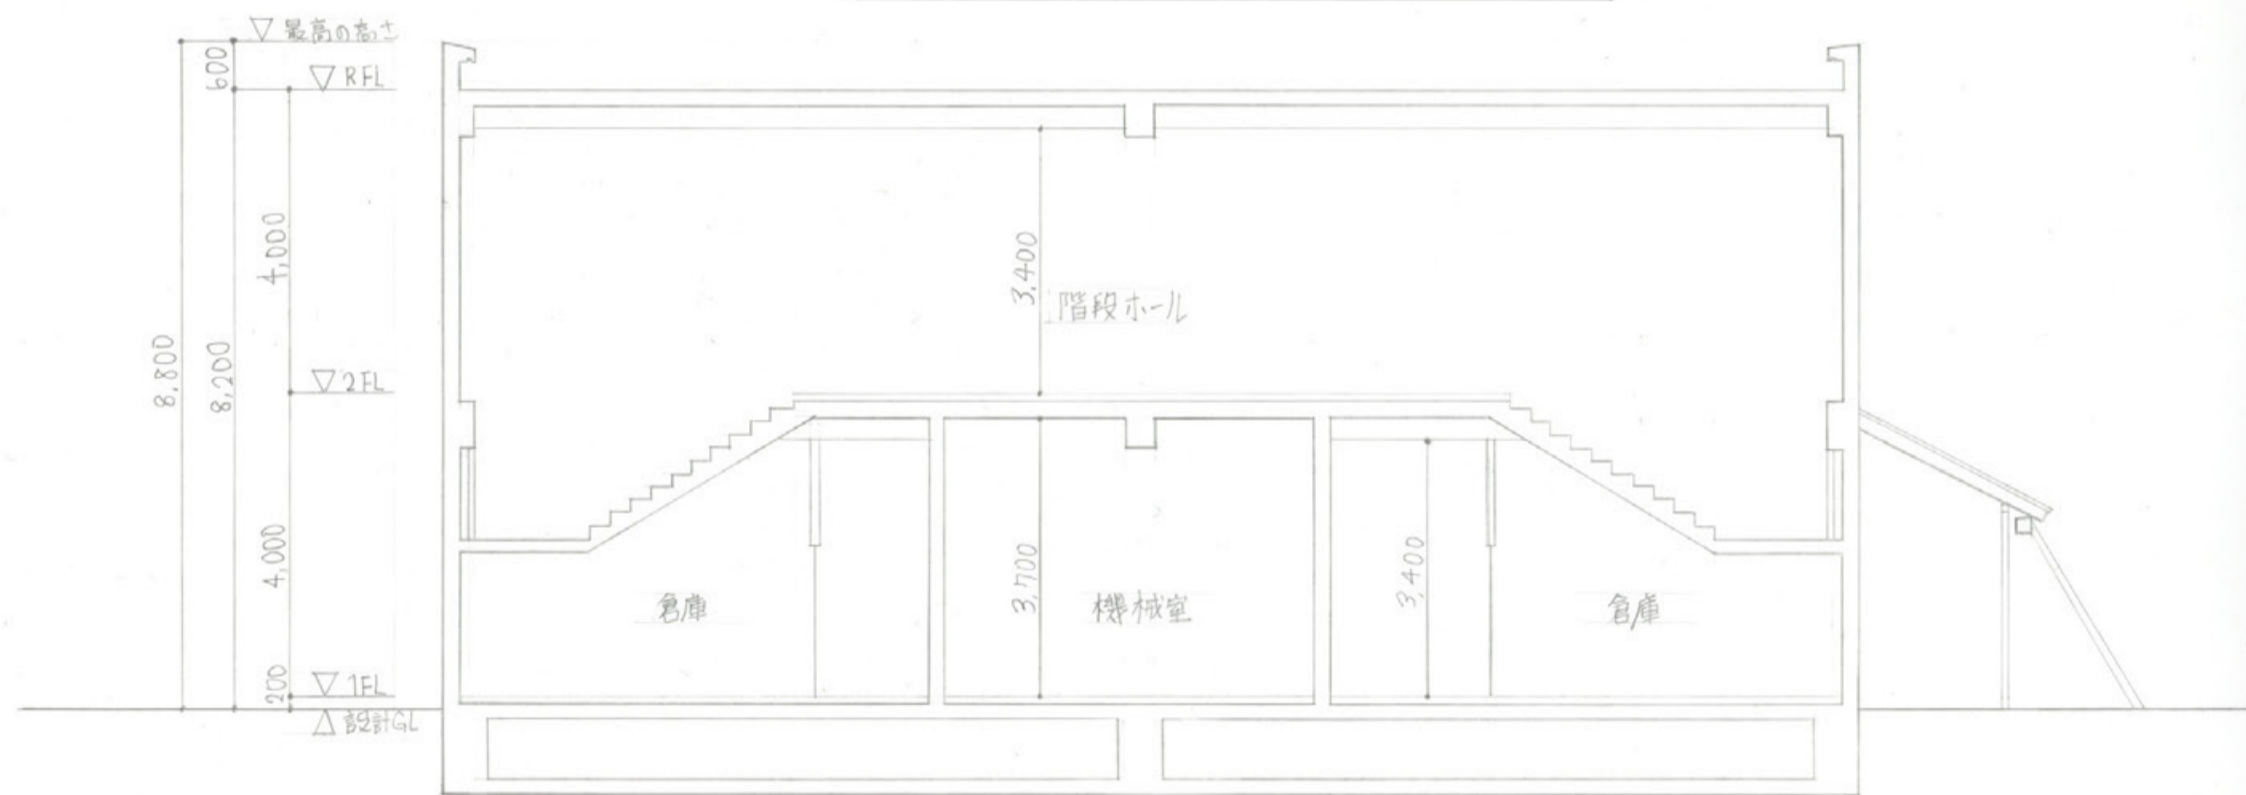 ▽ 最高の高さ
600
▽ RFL
4,000
3,400
階段ホール
8,800
8,200
▽ 2FL
4,000
3,700
3,400
倉庫
機械室
倉庫
200
▽ 1FL
△ 設計GL